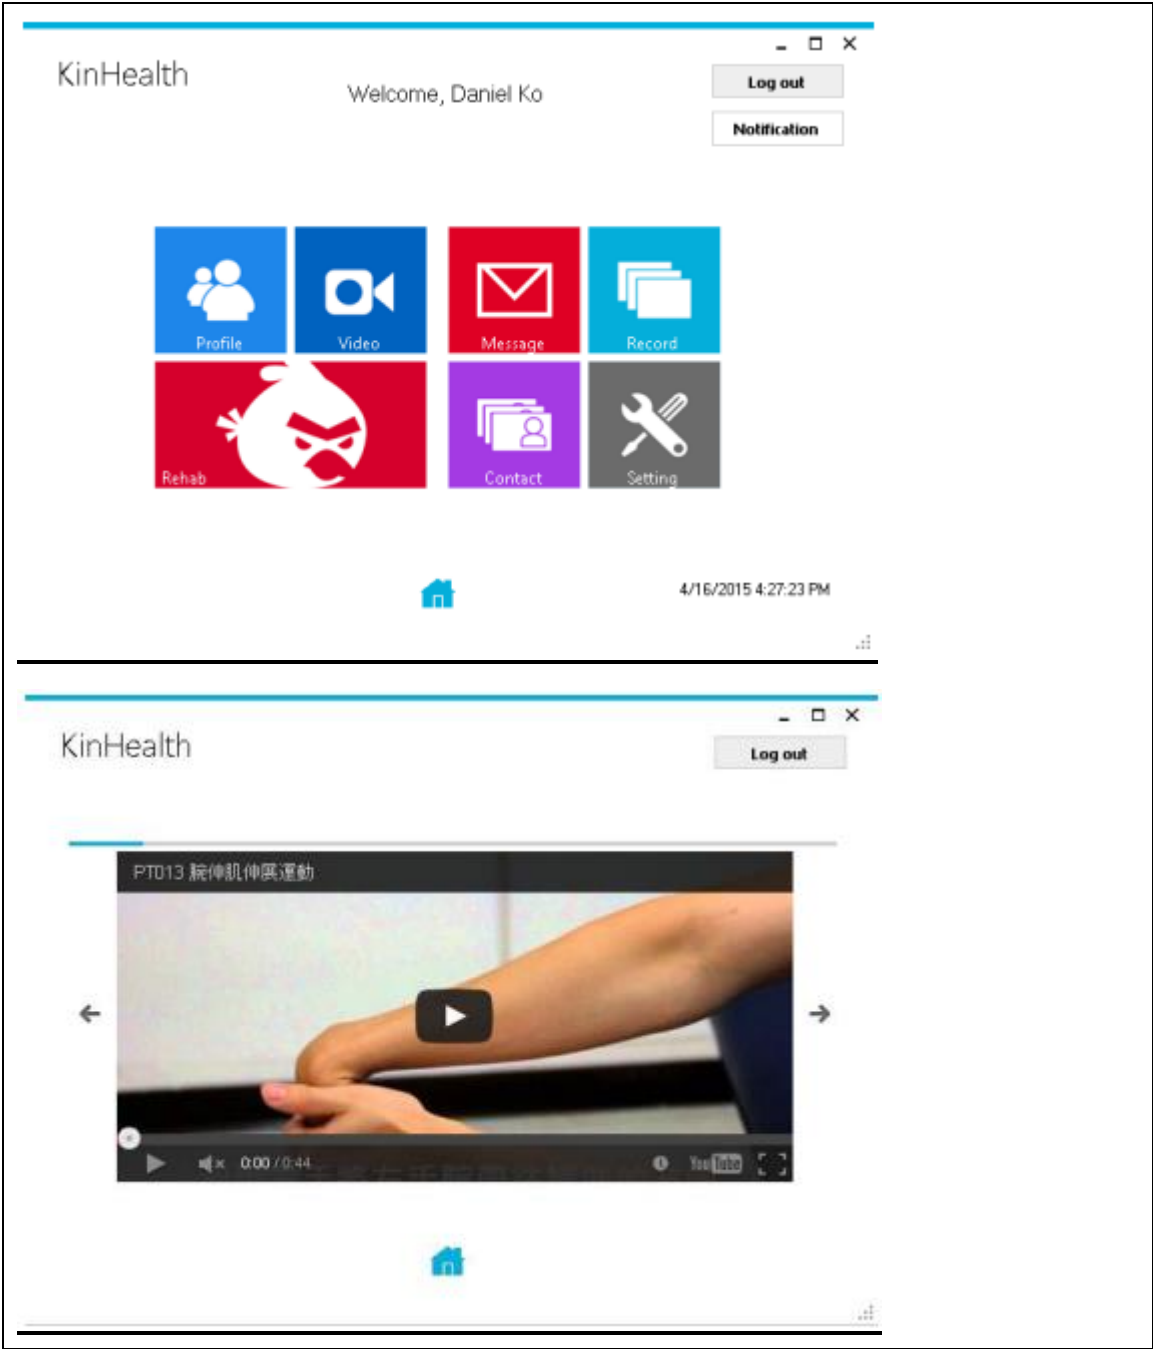 KinHealth
Welcome, Daniel Ko
Log out
Notification
Profile
Video
Message
Record
Rehab
Contact
Setting
4/16/2015 4:27:23 PM
KinHealth
Log out
PT013 腕伸肌伸展運動
0:00 / 0:44
YouTube